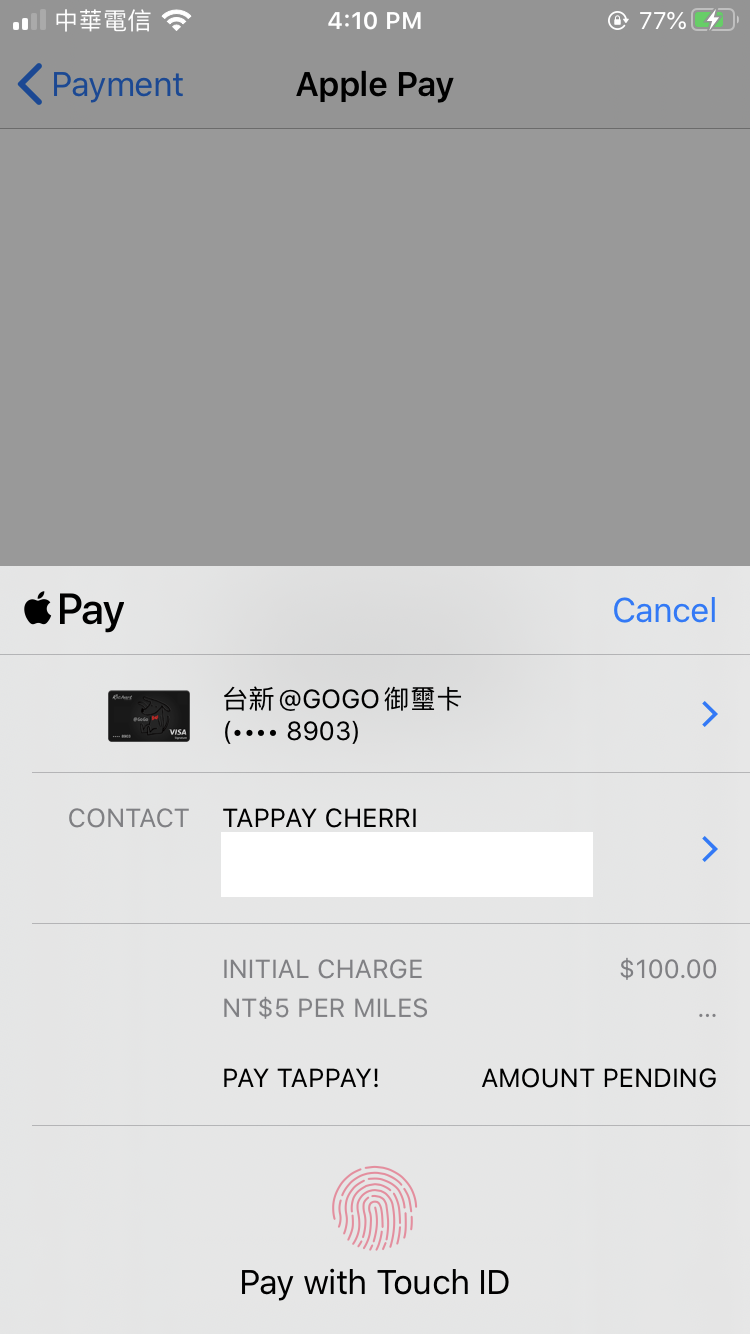 中華電信 4:10 PM 77%
Payment Apple Pay
Pay Cancel
台新@GOGO御璽卡
(•••• 8903)
VISA
CONTACT TAPPAY CHERRI
INITIAL CHARGE $100.00
NT$5 PER MILES ...
PAY TAPPAY! AMOUNT PENDING
Pay with Touch ID